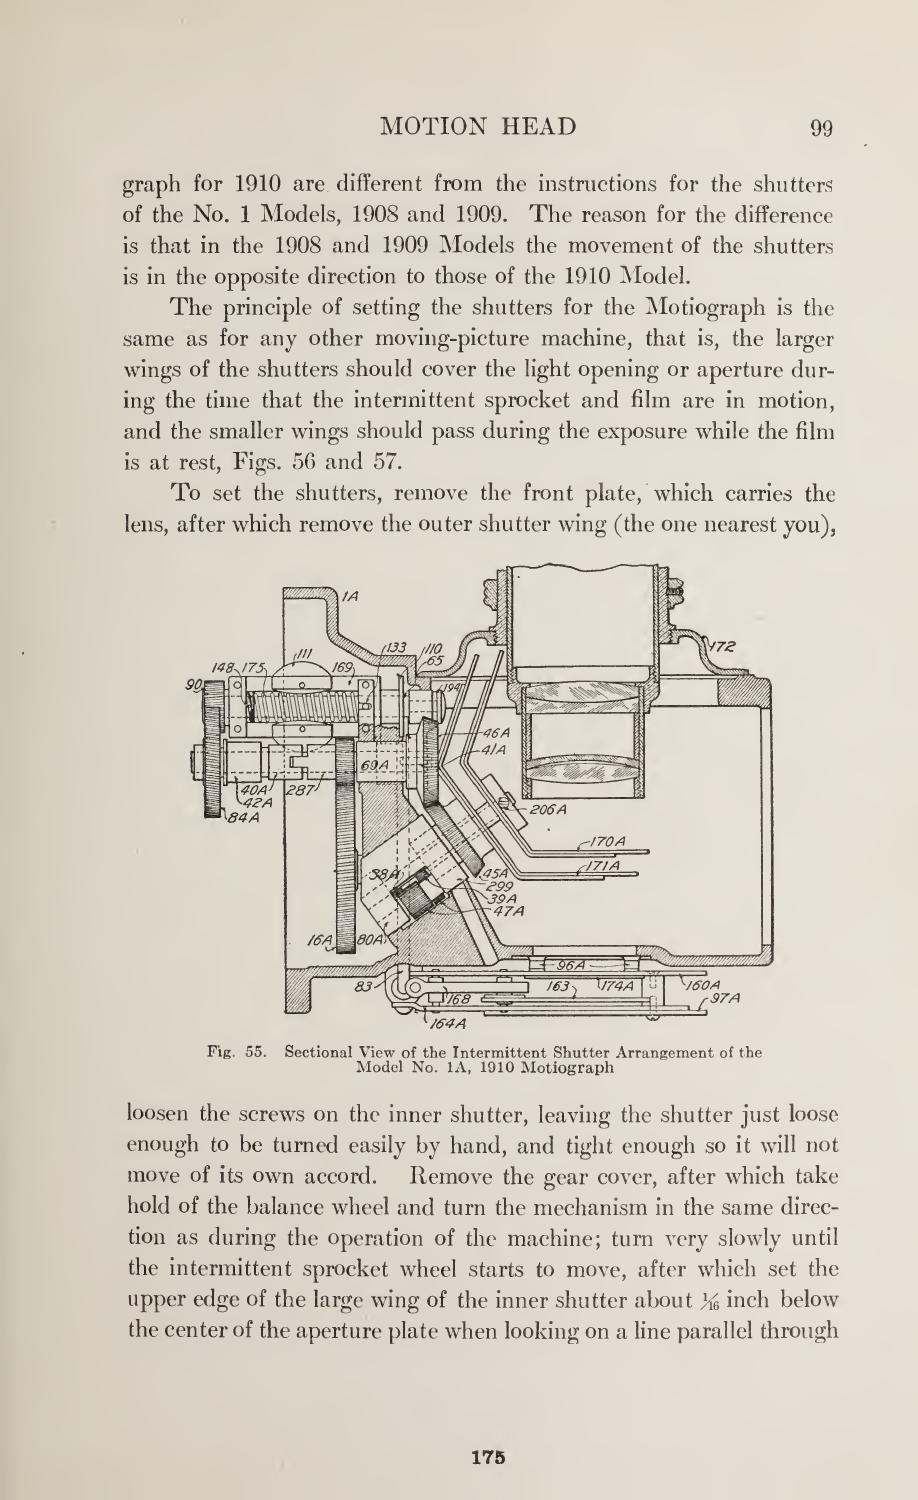 MOTION HEAD 99
graph for 1910 are different from the instructions for the shutters
of the No. 1 Models, 1908 and 1909. The reason for the difference
is that in the 1908 and 1909 Models the movement of the shutters
is in the opposite direction to those of the 1910 Model.
The principle of setting the shutters for the Motiograph is the
same as for any other moving-picture machine, that is, the larger
wings of the shutters should cover the light opening or aperture dur-
ing the time that the intermittent sprocket and film are in motion,
and the smaller wings should pass during the exposure while the film
is at rest, Figs. 56 and 57.
To set the shutters, remove the front plate, which carries the
lens, after which remove the outer shutter wing (the one nearest you),
1A
133 110
111
65
172
148 175 169
90
194
46A
41A
69A
40A 287
42A
84A
206A
170A
171A
38A
45A
299
39A
47A
16A 80A
96A
83 168 163 174A 160A
97A
164A
Fig. 55. Sectional View of the Intermittent Shutter Arrangement of the
Model No. 1A, 1910 Motiograph
loosen the screws on the inner shutter, leaving the shutter just loose
enough to be turned easily by hand, and tight enough so it will not
move of its own accord. Remove the gear cover, after which take
hold of the balance wheel and turn the mechanism in the same direc-
tion as during the operation of the machine; turn very slowly until
the intermittent sprocket wheel starts to move, after which set the
upper edge of the large wing of the inner shutter about 1/16 inch below
the center of the aperture plate when looking on a line parallel through
175